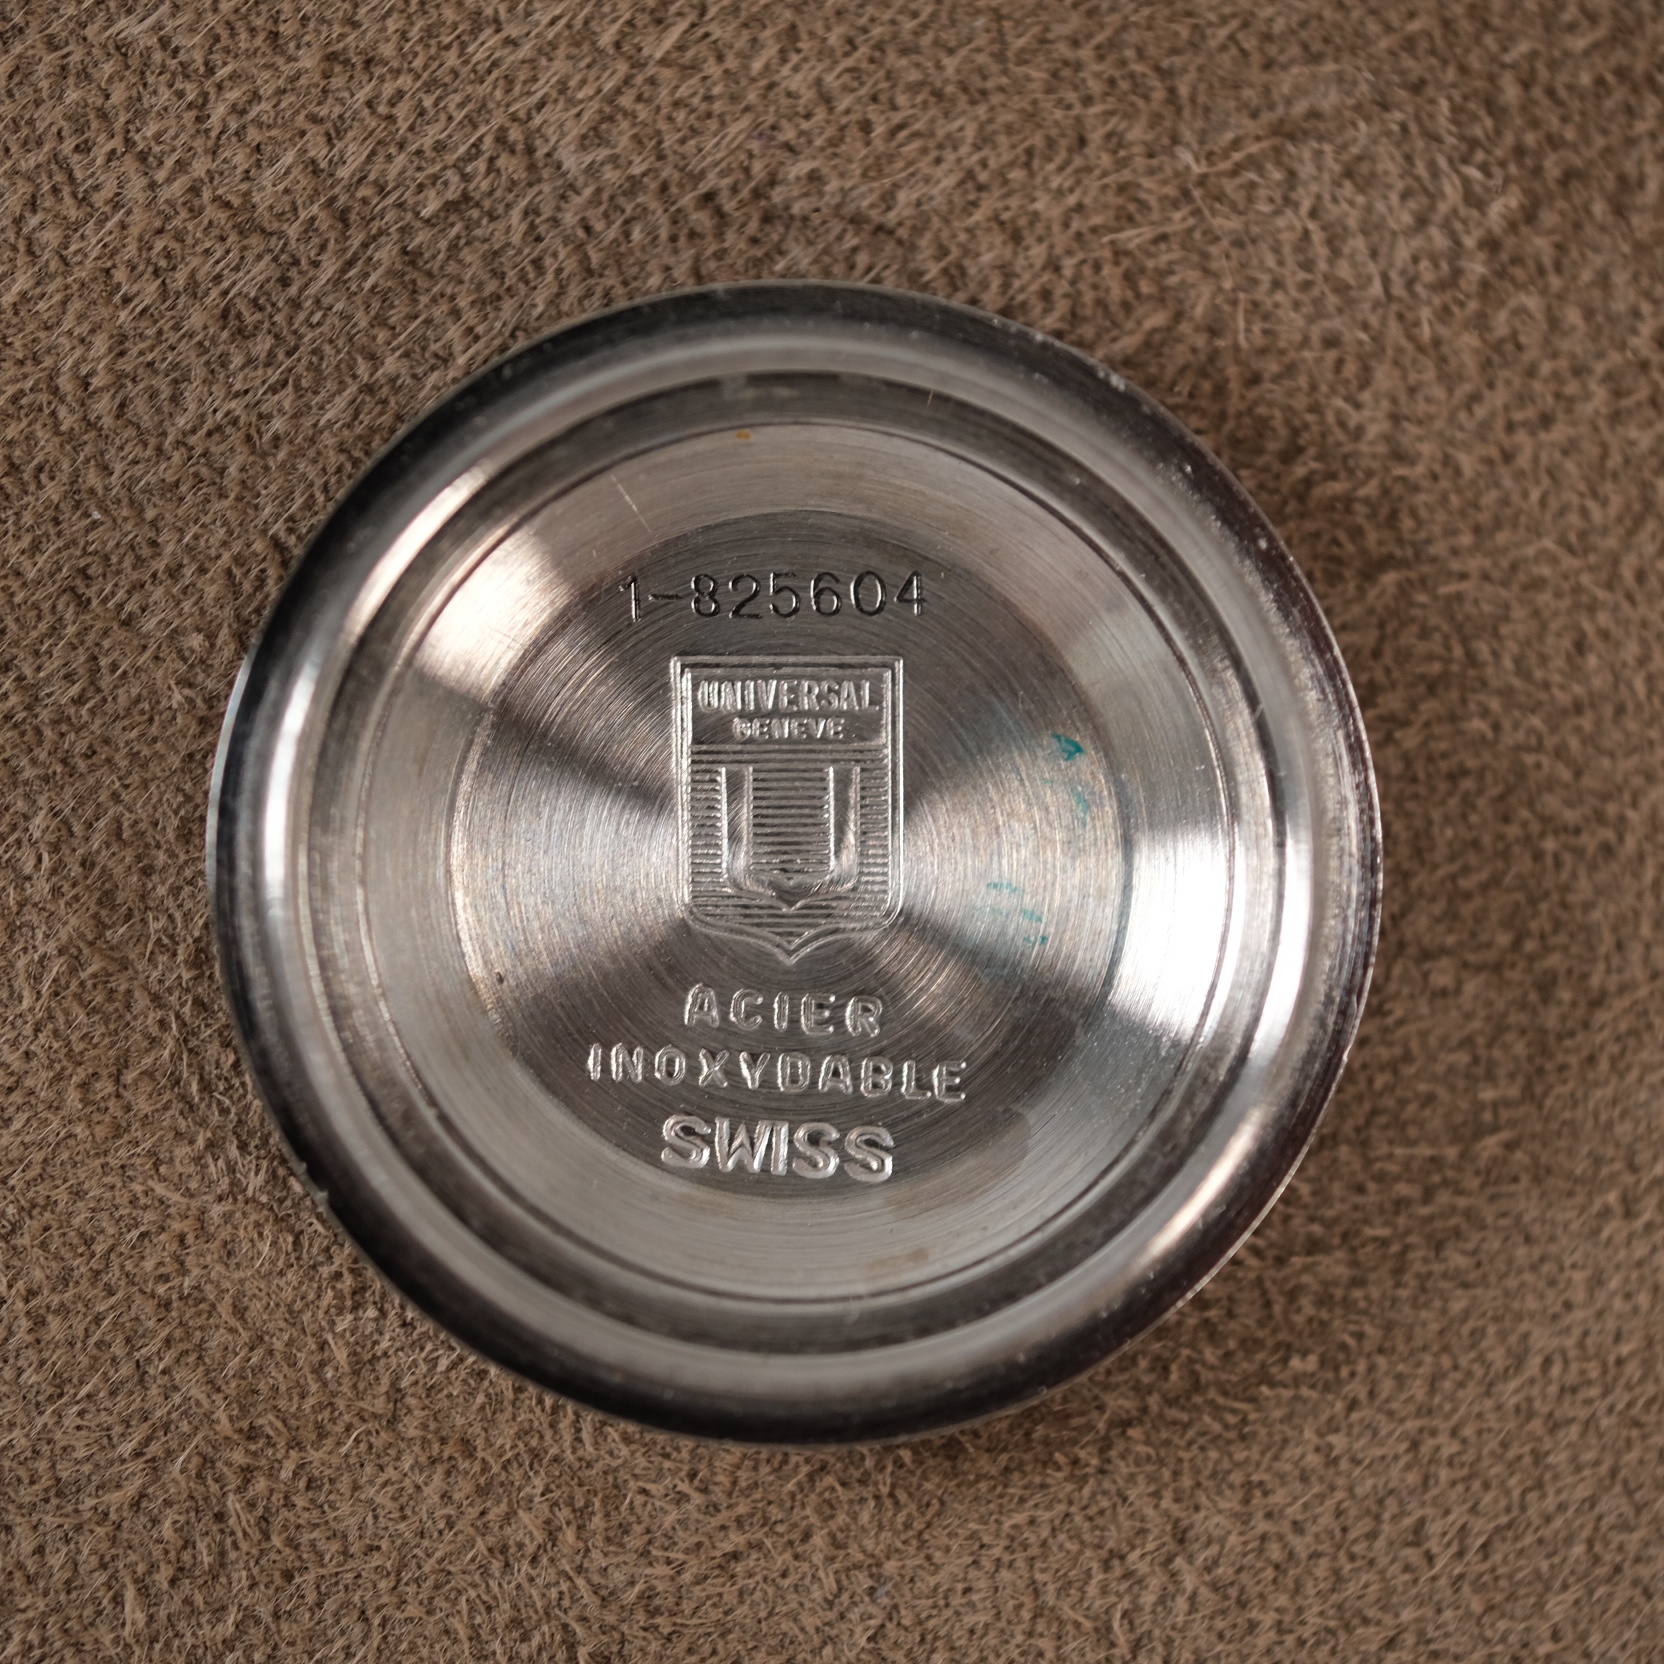 1-825604
UNIVERSAL
GENEVE
ACIER
INOXYDABLE
SWISS